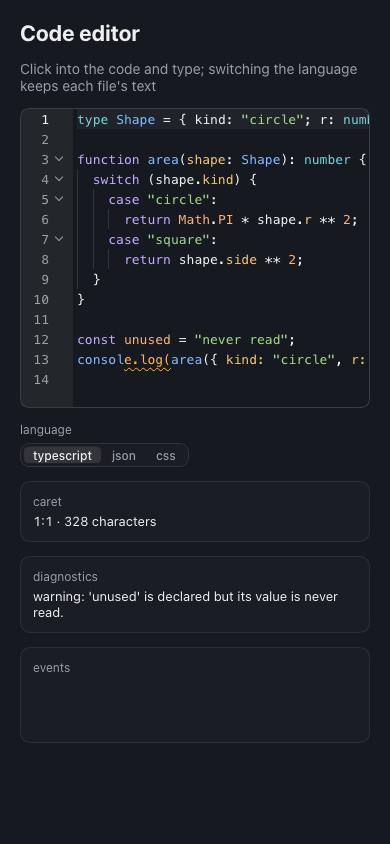 Code editor
Click into the code and type; switching the language
keeps each file's text
1 type Shape = { kind: "circle"; r: numb
2
3 function area(shape: Shape): number {
4 switch (shape.kind) {
5 case "circle":
6 return Math.PI * shape.r ** 2;
7 case "square":
8 return shape.side ** 2;
9 }
10 }
11
12 const unused = "never read";
13 console.log(area({ kind: "circle", r:
14
language
typescript json css
caret
1:1 · 328 characters
diagnostics
warning: 'unused' is declared but its value is never
read.
events